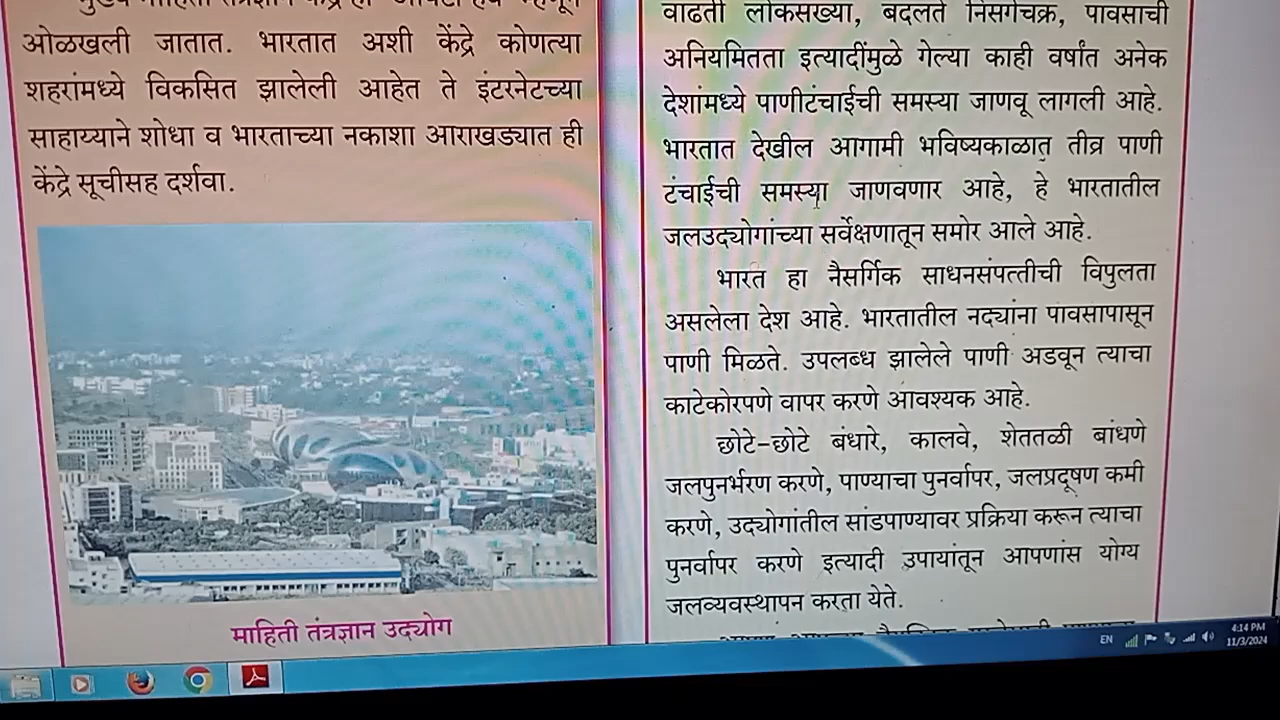 ओळखली जातात. भारतात अशी केंद्रे कोणत्या
शहरांमध्ये विकसित झालेली आहेत ते इंटरनेटच्या
साहाय्याने शोधा व भारताच्या नकाशा आराखड्यात ही
केंद्रे सूचीसह दर्शवा.
माहिती तंत्रज्ञान उद्योग
वाढती लोकसंख्या, बदलते निसर्गचक्र, पावसाची
अनियमितता इत्यादींमुळे गेल्या काही वर्षांत अनेक
देशांमध्ये पाणीटंचाईची समस्या जाणवू लागली आहे.
भारतात देखील आगामी भविष्यकाळात तीव्र पाणी
टंचाईची समस्या जाणवणार आहे, हे भारतातील
जलउद्योगांच्या सर्वेक्षणातून समोर आले आहे.
भारत हा नैसर्गिक साधनसंपत्तीची विपुलता
असलेला देश आहे. भारतातील नद्यांना पावसापासून
पाणी मिळते. उपलब्ध झालेले पाणी अडवून त्याचा
काटेकोरपणे वापर करणे आवश्यक आहे.
छोटे-छोटे बंधारे, कालवे, शेततळी बांधणे
जलपुनर्भरण करणे, पाण्याचा पुनर्वापर, जलप्रदूषण कमी
करणे, उद्योगांतील सांडपाण्यावर प्रक्रिया करून त्याचा
पुनर्वापर करणे इत्यादी उपायांतून आपणांस योग्य
जलव्यवस्थापन करता येते.
EN
4:14 PM
11/3/2024